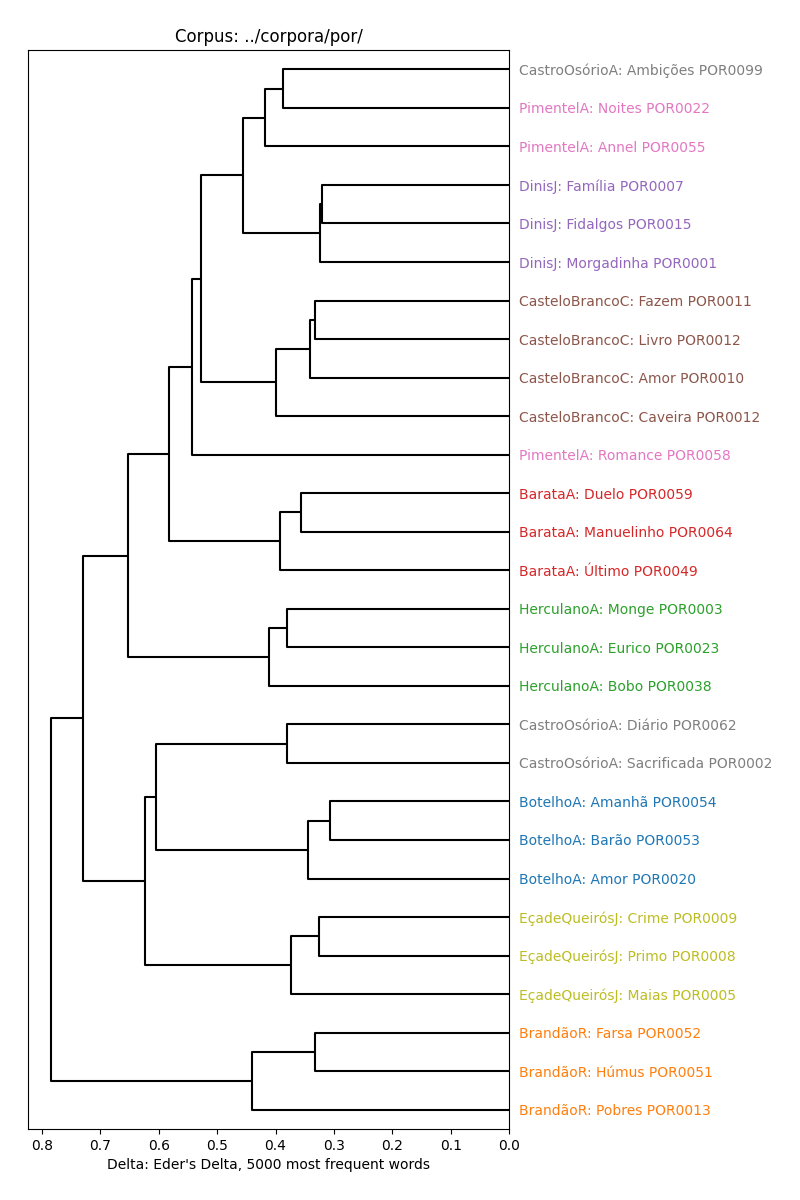 Corpus: ../corpora/por/
CastroOsórioA: Ambições POR0099
PimentelA: Noites POR0022
PimentelA: Annel POR0055
DinisJ: Família POR0007
DinisJ: Fidalgos POR0015
DinisJ: Morgadinha POR0001
CasteloBrancoC: Fazem POR0011
CasteloBrancoC: Livro POR0012
CasteloBrancoC: Amor POR0010
CasteloBrancoC: Caveira POR0012
PimentelA: Romance POR0058
BarataA: Duelo POR0059
BarataA: Manuelinho POR0064
BarataA: Último POR0049
HerculanoA: Monge POR0003
HerculanoA: Eurico POR0023
HerculanoA: Bobo POR0038
CastroOsórioA: Diário POR0062
CastroOsórioA: Sacrificada POR0002
BotelhoA: Amanhã POR0054
BotelhoA: Barão POR0053
BotelhoA: Amor POR0020
EçadeQueirósJ: Crime POR0009
EçadeQueirósJ: Primo POR0008
EçadeQueirósJ: Maias POR0005
BrandãoR: Farsa POR0052
BrandãoR: Húmus POR0051
BrandãoR: Pobres POR0013
0.8 0.7 0.6 0.5 0.4 0.3 0.2 0.1 0.0
Delta: Eder's Delta, 5000 most frequent words